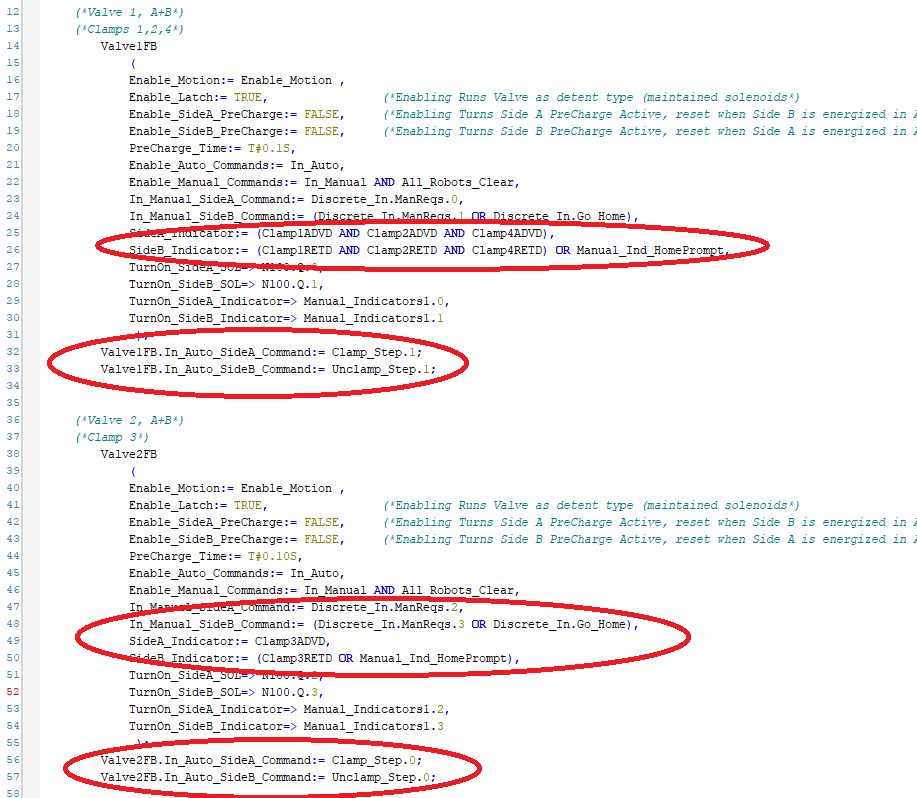 12 (*Valve 1, A+B*)
13 (*Clamps 1,2,4*)
14 Valve1FB
15 (
16 Enable_Motion:= Enable_Motion ,
17 Enable_Latch:= TRUE, (*Enabling Runs Valve as detent type (maintained solenoids*)
18 Enable_SideA_PreCharge:= FALSE, (*Enabling Turns Side A PreCharge Active, reset when Side B is energized in
19 Enable_SideB_PreCharge:= FALSE, (*Enabling Turns Side B PreCharge Active, reset when Side A is energized in
20 PreCharge_Time:= T#0.1S,
21 Enable_Auto_Commands:= In_Auto,
22 Enable_Manual_Commands:= In_Manual AND All_Robots_Clear,
23 In_Manual_SideA_Command:= Discrete_In.ManReqs.0,
24 In_Manual_SideB_Command:= (Discrete_In.ManReqs.1 OR Discrete_In.Go_Home),
25 SideA_Indicator:= (Clamp1ADVD AND Clamp2ADVD AND Clamp4ADVD),
26 SideB_Indicator:= (Clamp1RETD AND Clamp2RETD AND Clamp4RETD) OR Manual_Ind_HomePrompt,
27 TurnOn_SideA_SOL=> N100.Q.0,
28 TurnOn_SideB_SOL=> N100.Q.1,
29 TurnOn_SideA_Indicator=> Manual_Indicators1.0,
30 TurnOn_SideB_Indicator=> Manual_Indicators1.1
31 );
32 Valve1FB.In_Auto_SideA_Command:= Clamp_Step.1;
33 Valve1FB.In_Auto_SideB_Command:= Unclamp_Step.1;
34
35
36 (*Valve 2, A+B*)
37 (*Clamp 3*)
38 Valve2FB
39 (
40 Enable_Motion:= Enable_Motion ,
41 Enable_Latch:= TRUE, (*Enabling Runs Valve as detent type (maintained solenoids*)
42 Enable_SideA_PreCharge:= FALSE, (*Enabling Turns Side A PreCharge Active, reset when Side B is energized in
43 Enable_SideB_PreCharge:= FALSE, (*Enabling Turns Side B PreCharge Active, reset when Side A is energized in
44 PreCharge_Time:= T#0.10S,
45 Enable_Auto_Commands:= In_Auto,
46 Enable_Manual_Commands:= In_Manual AND All_Robots_Clear,
47 In_Manual_SideA_Command:= Discrete_In.ManReqs.2,
48 In_Manual_SideB_Command:= (Discrete_In.ManReqs.3 OR Discrete_In.Go_Home),
49 SideA_Indicator:= Clamp3ADVD,
50 SideB_Indicator:= (Clamp3RETD OR Manual_Ind_HomePrompt),
51 TurnOn_SideA_SOL=> N100.Q.2,
52 TurnOn_SideB_SOL=> N100.Q.3,
53 TurnOn_SideA_Indicator=> Manual_Indicators1.2,
54 TurnOn_SideB_Indicator=> Manual_Indicators1.3
55 );
56 Valve2FB.In_Auto_SideA_Command:= Clamp_Step.0;
57 Valve2FB.In_Auto_SideB_Command:= Unclamp_Step.0;
58